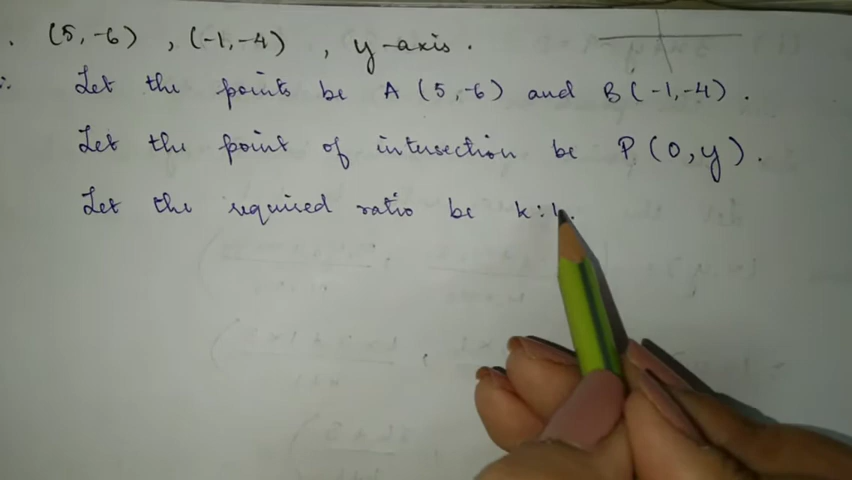 . (5,-6) , (-1,-4) , y-axis.
: Let the points be A (5,-6) and B(-1,-4).
Let the point of intersection be P(0,y).
Let the required ratio be k:1.